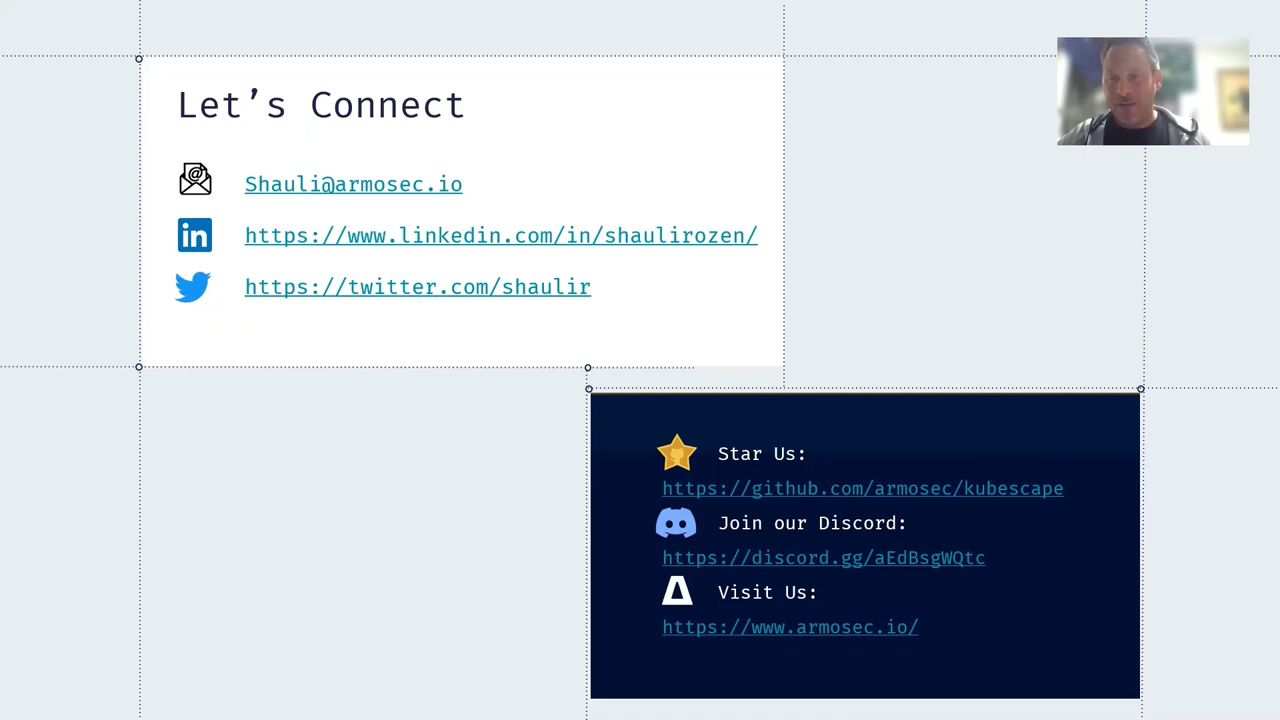 Let’s Connect
Shauli@armosec.io
https://www.linkedin.com/in/shaulirozen/
https://twitter.com/shaulir
Star Us:
https://github.com/armosec/kubescape
Join our Discord:
https://discord.gg/aEdBsgWQtc
Visit Us:
https://www.armosec.io/